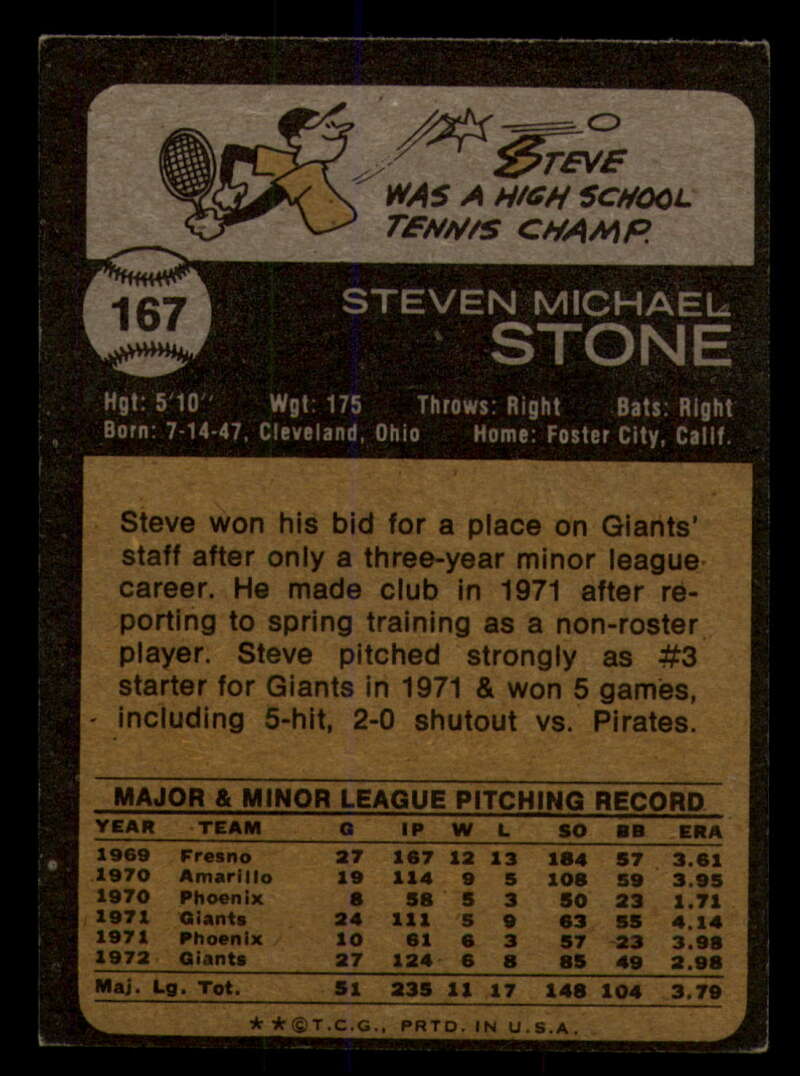 STEVE
WAS A HIGH SCHOOL
TENNIS CHAMP.
167
STEVEN MICHAEL
STONE
Hgt: 5'10" Wgt: 175 Throws: Right Bats: Right
Born: 7-14-47, Cleveland, Ohio Home: Foster City, Calif.
Steve won his bid for a place on Giants'
staff after only a three-year minor league
career. He made club in 1971 after re-
porting to spring training as a non-roster
player. Steve pitched strongly as #3
starter for Giants in 1971 & won 5 games,
including 5-hit, 2-0 shutout vs. Pirates.
MAJOR & MINOR LEAGUE PITCHING RECORD
YEAR TEAM G IP W L SO BB ERA
1969 Fresno 27 167 12 13 184 57 3.61
1970 Amarillo 19 114 9 5 108 59 3.95
1970 Phoenix 8 58 5 3 50 23 1.71
1971 Giants 24 111 5 9 63 55 4.14
1971 Phoenix 10 61 6 3 57 23 3.98
1972 Giants 27 124 6 8 85 49 2.98
Maj. Lg. Tot. 51 235 11 17 148 104 3.79
**©T.C.G., PRTD. IN U.S.A.